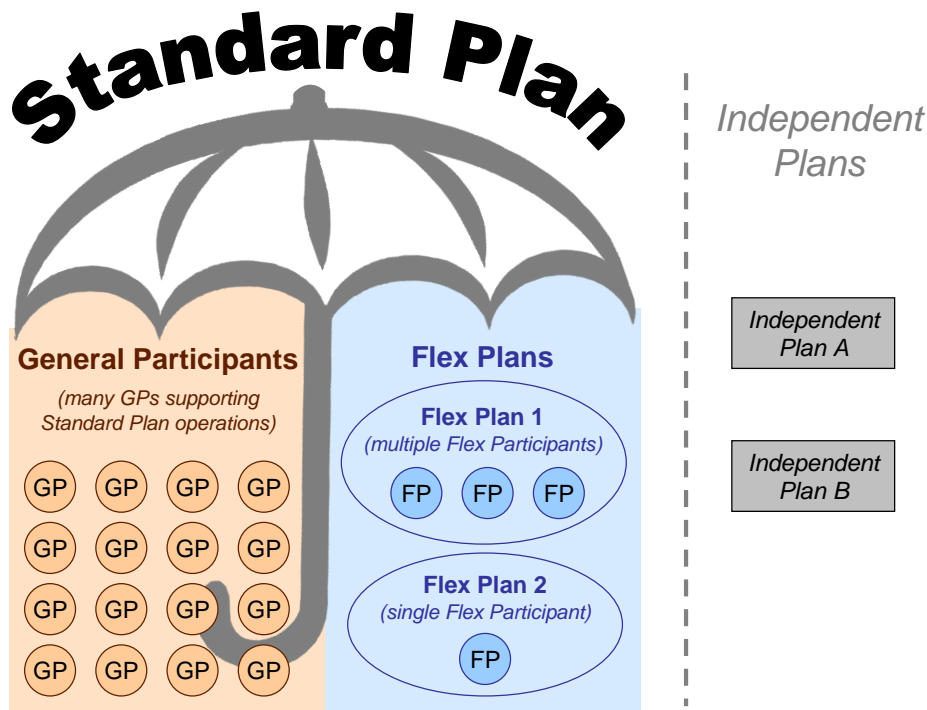 Standard Plan
Independent
Plans
General Participants
(many GPs supporting
Standard Plan operations)
GP GP GP GP
GP GP GP GP
GP GP GP GP
GP GP GP GP
Flex Plans
Flex Plan 1
(multiple Flex Participants)
FP FP FP
Flex Plan 2
(single Flex Participant)
FP
Independent
Plan A
Independent
Plan B